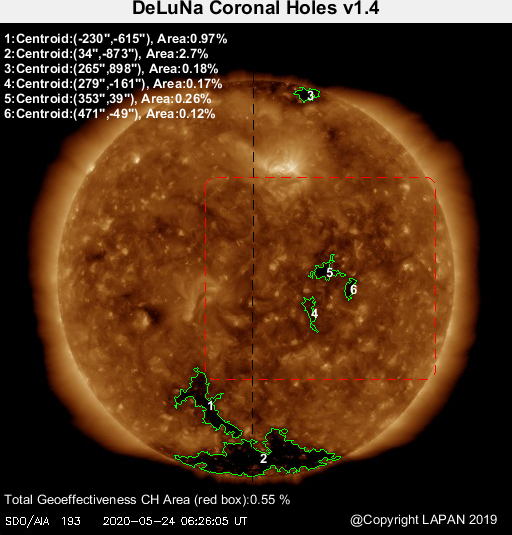 DeLuNa Coronal Holes v1.4
1:Centroid:(-230",-615"), Area:0.97%
2:Centroid:(34",-873"), Area:2.7%
3:Centroid:(265",898"), Area:0.18%
4:Centroid:(279",-161"), Area:0.17%
5:Centroid:(353",39"), Area:0.26%
6:Centroid:(471",-49"), Area:0.12%
3
5
6
4
1
2
Total Geoeffectiveness CH Area (red box):0.55 %
SDO/AIA 193 2020-05-24 06:26:05 UT
@Copyright LAPAN 2019